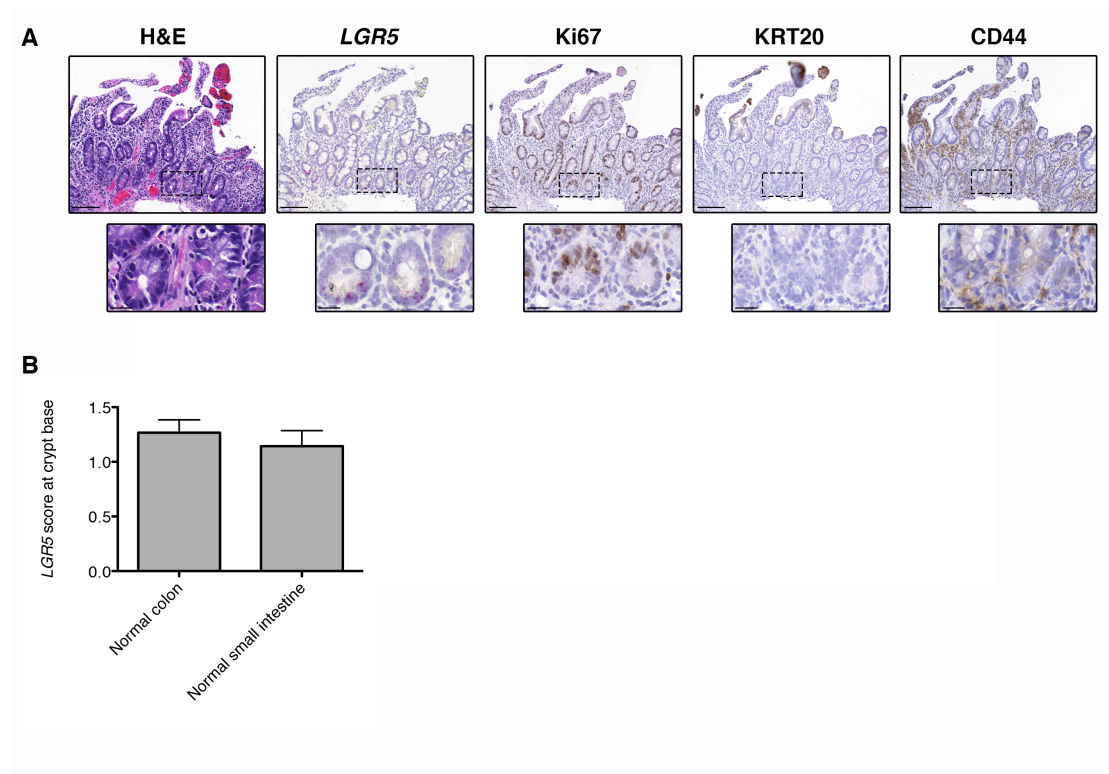 A
H&E
LGR5
Ki67
KRT20
CD44
B
LGR5 score at crypt base
1.5
1.0
0.5
0.0
Normal colon
Normal small intestine